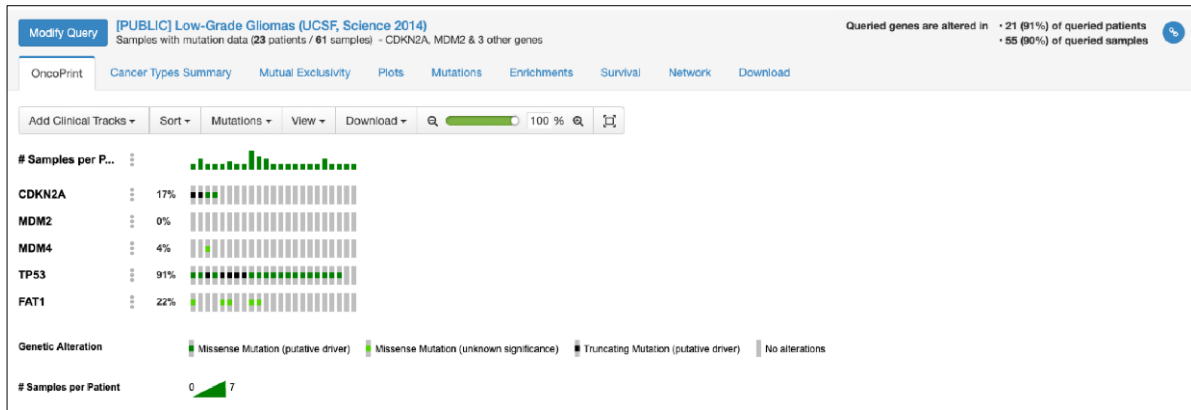 Modify Query
[PUBLIC] Low-Grade Gliomas (UCSF, Science 2014)
Samples with mutation data (23 patients / 61 samples) - CDKN2A, MDM2 & 3 other genes
Queried genes are altered in • 21 (91%) of queried patients
• 55 (90%) of queried samples
OncoPrint Cancer Types Summary Mutual Exclusivity Plots Mutations Enrichments Survival Network Download
Add Clinical Tracks Sort Mutations View Download 100 %
# Samples per P...
CDKN2A 17%
MDM2 0%
MDM4 4%
TP53 91%
FAT1 22%
Genetic Alteration Missense Mutation (putative driver) Missense Mutation (unknown significance) Truncating Mutation (putative driver) No alterations
# Samples per Patient 0 7